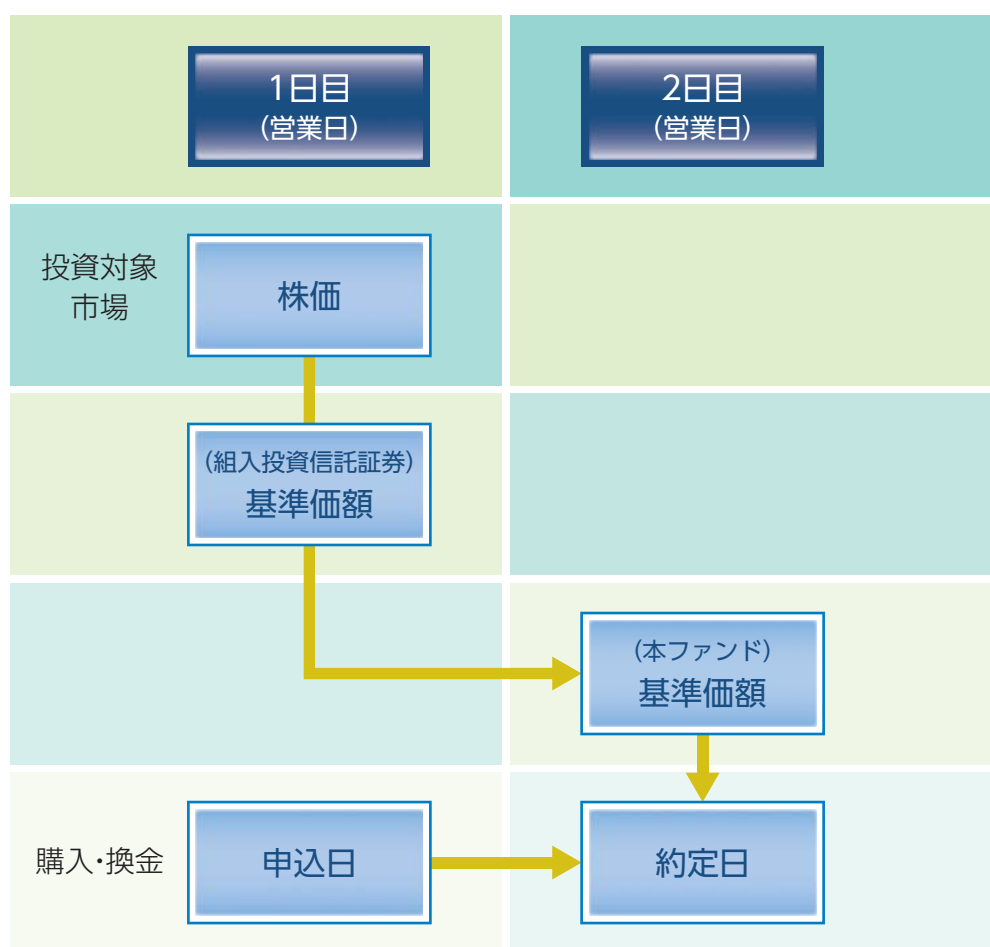 1日目
(営業日)
2日目
(営業日)
投資対象
市場
株価
(組入投資信託証券)
基準価額
(本ファンド)
基準価額
購入・換金
申込日
約定日